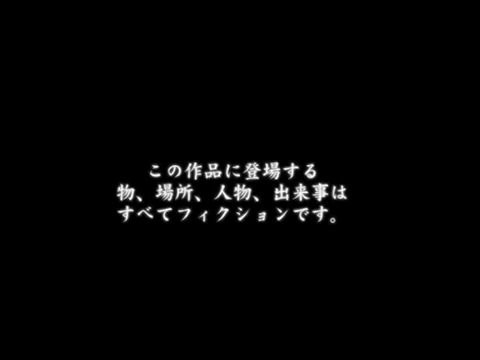 この作品に登場する
物、場所、人物、出来事は
すべてフィクションです。